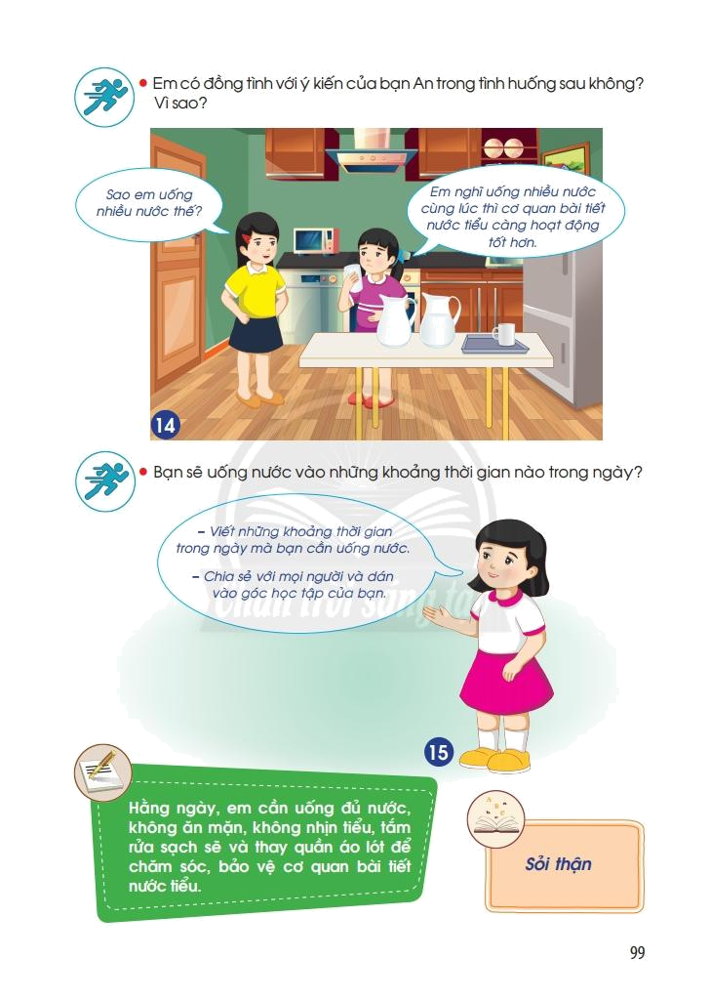 • Em có đồng tình với ý kiến của bạn An trong tình huống sau không?
Vì sao?
Sao em uống
nhiều nước thế?
Em nghĩ uống nhiều nước
cùng lúc thì cơ quan bài tiết
nước tiểu càng hoạt động
tốt hơn.
14
• Bạn sẽ uống nước vào những khoảng thời gian nào trong ngày?
– Viết những khoảng thời gian
trong ngày mà bạn cần uống nước.
– Chia sẻ với mọi người và dán
vào góc học tập của bạn.
Chân trời sáng tạo
15
Hằng ngày, em cần uống đủ nước,
không ăn mặn, không nhịn tiểu, tắm
rửa sạch sẽ và thay quần áo lót để
chăm sóc, bảo vệ cơ quan bài tiết
nước tiểu.
Sỏi thận
99